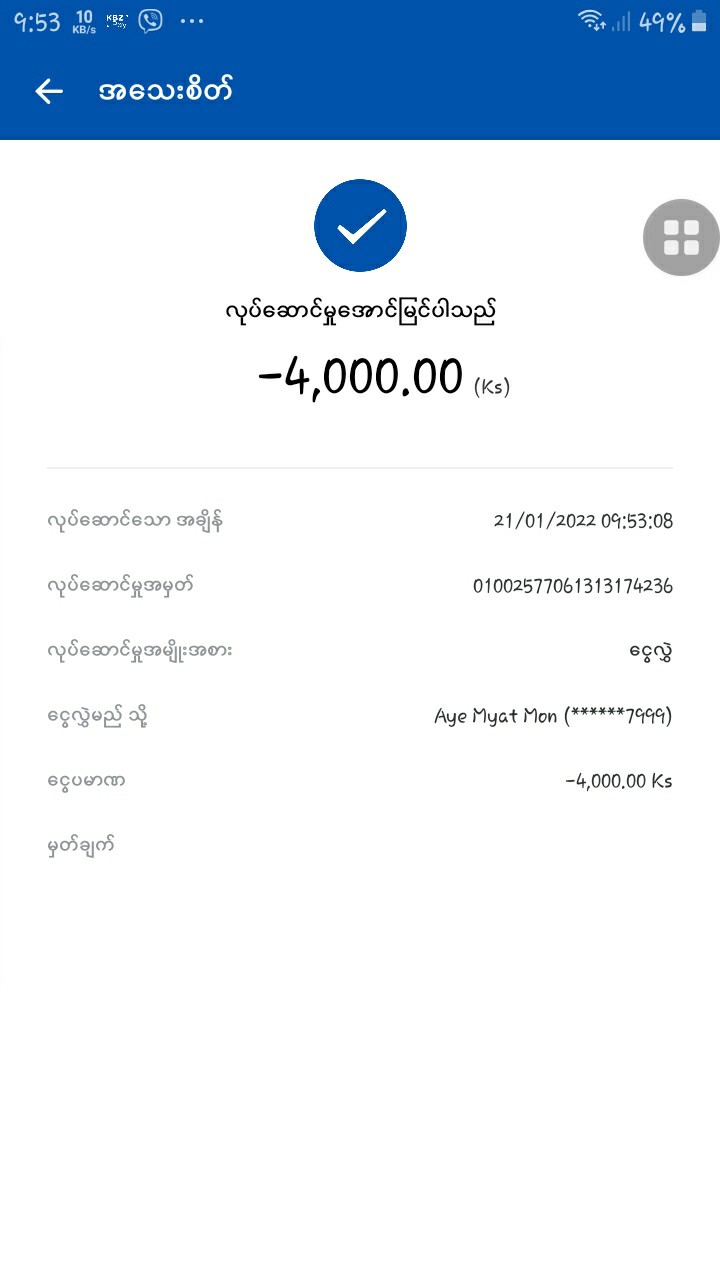 9:53 10 KB/s KBZ Pay ... 49%
အသေးစိတ်
လုပ်ဆောင်မှုအောင်မြင်ပါသည်
-4,000.00 (Ks)
လုပ်ဆောင်သော အချိန် 21/01/2022 09:53:08
လုပ်ဆောင်မှုအမှတ် 01002577061313174236
လုပ်ဆောင်မှုအမျိုးအစား ငွေလွှဲ
ငွေလွှဲမည် သို့ Aye Myat Mon (******7999)
ငွေပမာဏ -4,000.00 Ks
မှတ်ချက်